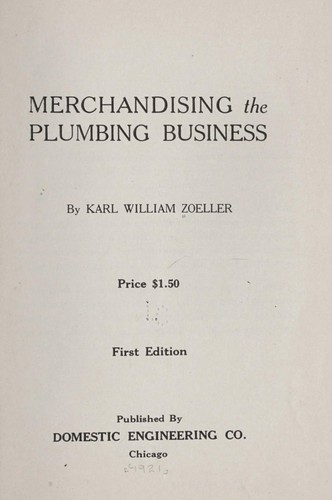 MERCHANDISING the
PLUMBING BUSINESS
By KARL WILLIAM ZOELLER
Price $1.50
First Edition
Published By
DOMESTIC ENGINEERING CO.
Chicago
1921